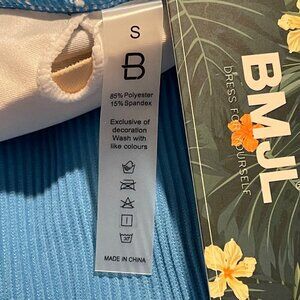 S
B
85% Polyester
15% Spandex
Exclusive of
decoration
Wash with
like colours
MADE IN CHINA
BMJL
DRESS FOR YOURSELF